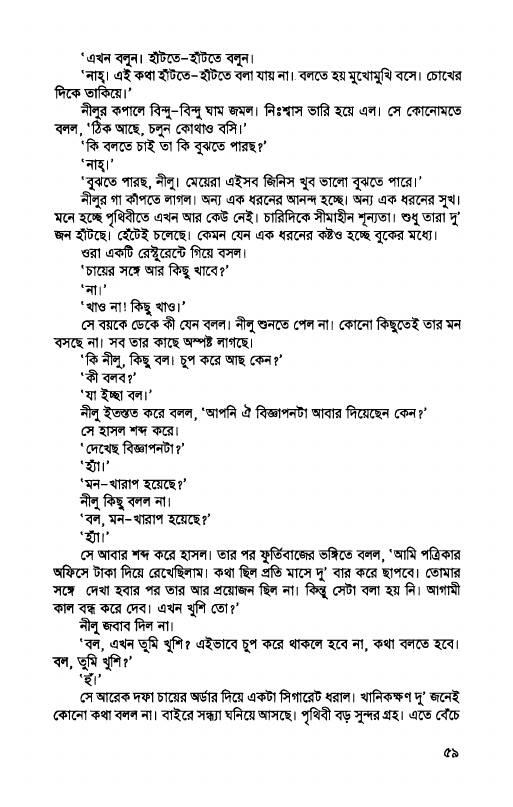 ‘এখন বলুন। হাঁটতে-হাঁটতে বলুন।
‘নাহ্। এই কথা হাঁটতে-হাঁটতে বলা যায় না। বলতে হয় মুখোমুখি বসে। চোখের
দিকে তাকিয়ে।’
নীলুর কপালে বিন্দু-বিন্দু ঘাম জমল। নিঃশ্বাস ভারি হয়ে এল। সে কোনোমতে
বলল, ‘ঠিক আছে, চলুন কোথাও বসি।’
‘কি বলতে চাই তা কি বুঝতে পারছ?’
‘নাহ্।’
‘বুঝতে পারছ, নীলু। মেয়েরা এইসব জিনিস খুব ভালো বুঝতে পারে।’
নীলুর গা কাঁপতে লাগল। অন্য এক ধরনের আনন্দ হচ্ছে। অন্য এক ধরনের সুখ।
মনে হচ্ছে পৃথিবীতে এখন আর কেউ নেই। চারিদিকে সীমাহীন শূন্যতা। শুধু তারা দু’
জন হাঁটছে। হেঁটেই চলেছে। কেমন যেন এক ধরনের কষ্টও হচ্ছে বুকের মধ্যে।
ওরা একটি রেস্টুরেন্টে গিয়ে বসল।
‘চায়ের সঙ্গে আর কিছু খাবে?’
‘না।’
‘খাও না! কিছু খাও।’
সে বয়কে ডেকে কী যেন বলল। নীলু শুনতে পেল না। কোনো কিছুতেই তার মন
বসছে না। সব তার কাছে অস্পষ্ট লাগছে।
‘কি নীলু, কিছু বল। চুপ করে আছ কেন?’
‘কী বলব?’
‘যা ইচ্ছা বল।’
নীলু ইতস্তত করে বলল, ‘আপনি ঐ বিজ্ঞাপনটা আবার দিয়েছেন কেন?’
সে হাসল শব্দ করে।
‘দেখেছ বিজ্ঞাপনটা?’
‘হ্যাঁ।’
‘মন-খারাপ হয়েছে?’
নীলু কিছু বলল না।
‘বল, মন-খারাপ হয়েছে?’
‘হ্যাঁ।’
সে আবার শব্দ করে হাসল। তার পর ফুর্তিবাজের ভঙ্গিতে বলল, ‘আমি পত্রিকার
অফিসে টাকা দিয়ে রেখেছিলাম। কথা ছিল প্রতি মাসে দু’ বার করে ছাপবে। তোমার
সঙ্গে দেখা হবার পর তার আর প্রয়োজন ছিল না। কিন্তু সেটা বলা হয় নি। আগামী
কাল বন্ধ করে দেব। এখন খুশি তো?’
নীলু জবাব দিল না।
‘বল, এখন তুমি খুশি? এইভাবে চুপ করে থাকলে হবে না, কথা বলতে হবে।
বল, তুমি খুশি?’
‘হুঁ।’
সে আরেক দফা চায়ের অর্ডার দিয়ে একটা সিগারেট ধরাল। খানিকক্ষণ দু’ জনেই
কোনো কথা বলল না। বাইরে সন্ধ্যা ঘনিয়ে আসছে। পৃথিবী বড় সুন্দর গ্রহ। এতে বেঁচে
৫৯